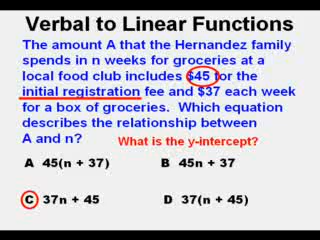 Verbal to Linear Functions
The amount A that the Hernandez family
spends in n weeks for groceries at a
local food club includes $45 for the
initial registration fee and $37 each week
for a box of groceries. Which equation
describes the relationship between
A and n? What is the y-intercept?
A 45(n + 37) B 45n + 37
C 37n + 45 D 37(n + 45)